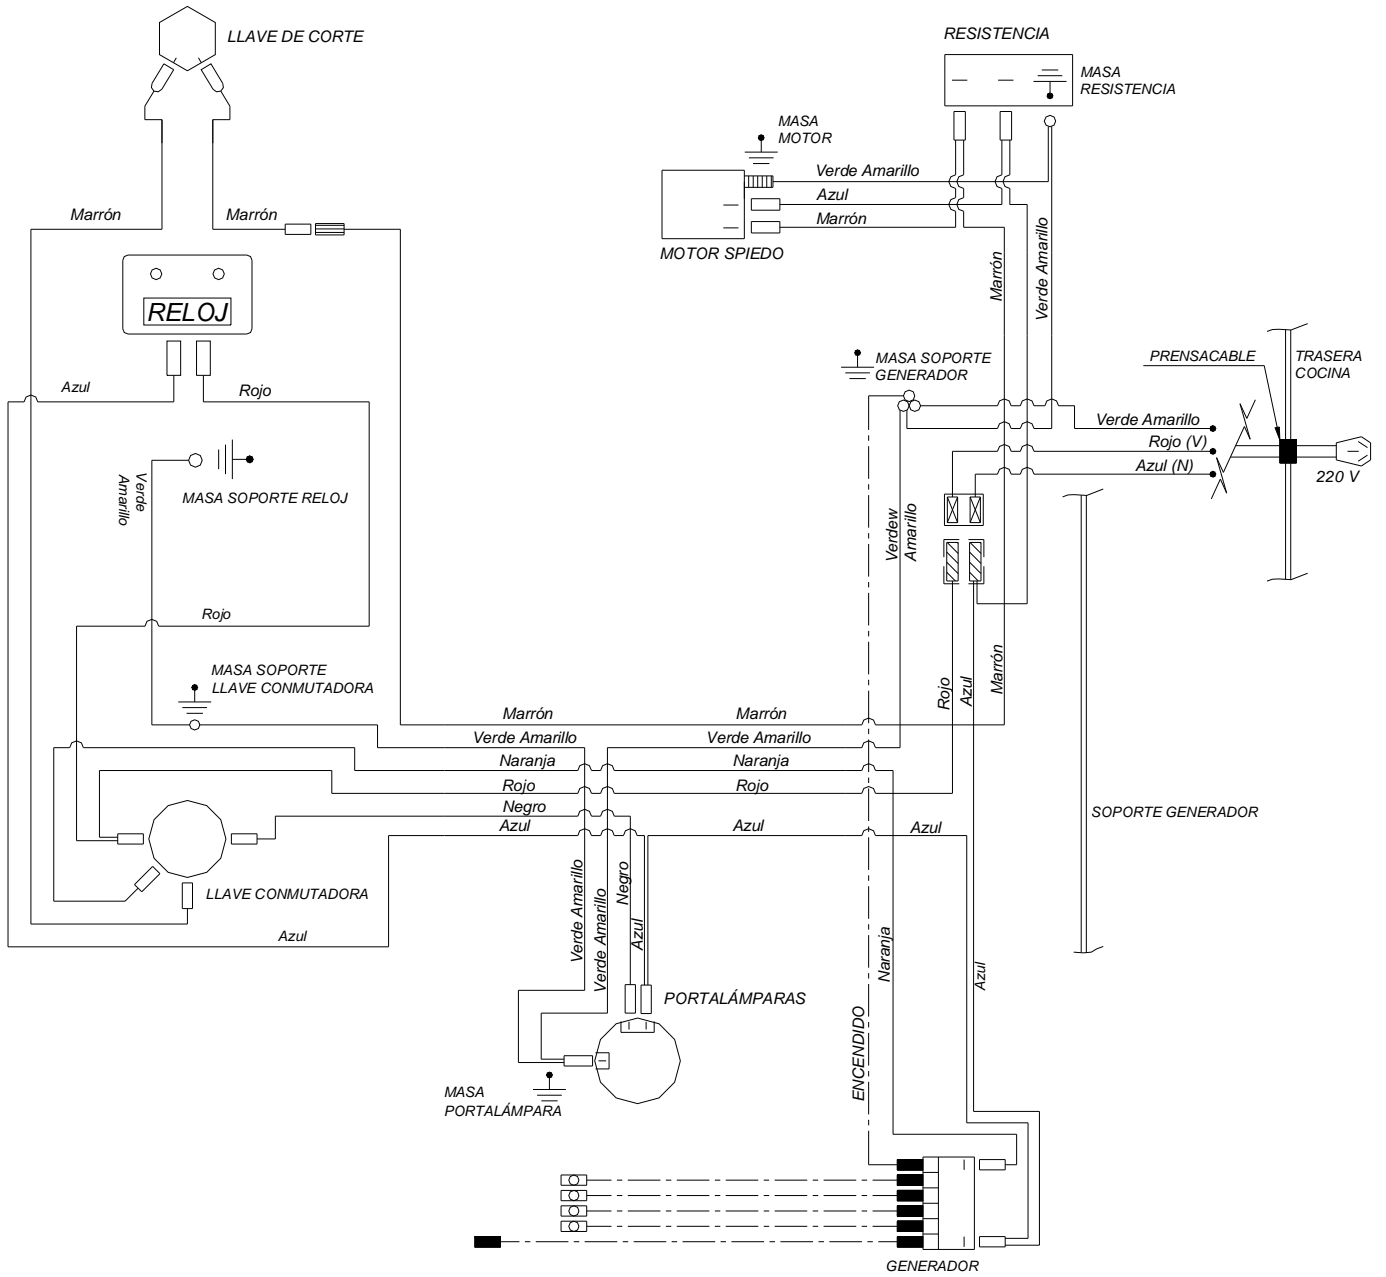 LLAVE DE CORTE
RESISTENCIA
MASA
RESISTENCIA
MASA
MOTOR
Verde Amarillo
Azul
Marrón
MOTOR SPIEDO
Marrón
Marrón
RELOJ
Azul
Rojo
Marrón
Verde Amarillo
MASA SOPORTE
GENERADOR
PRENSACABLE
TRASERA
COCINA
Verde Amarillo
Rojo (V)
Azul (N)
220 V
Verde
Amarillo
MASA SOPORTE RELOJ
Verdew
Amarillo
Rojo
MASA SOPORTE
LLAVE CONMUTADORA
Rojo
Azul
Marrón
Marrón
Marrón
Verde Amarillo
Verde Amarillo
Naranja
Naranja
Rojo
Rojo
Negro
Azul
Azul
Azul
SOPORTE GENERADOR
LLAVE CONMUTADORA
Azul
Verde Amarillo
Verde Amarillo
Negro
Azul
Naranja
Azul
PORTALÁMPARAS
ENCENDIDO
MASA
PORTALÁMPARA
GENERADOR